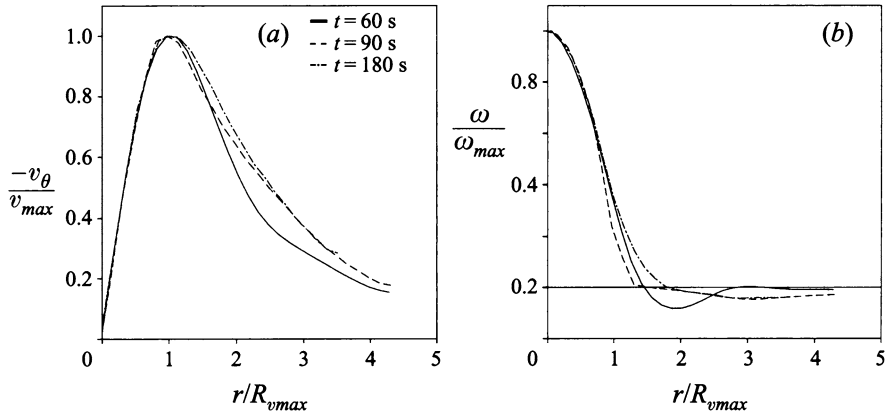 (a)
t = 60 s
t = 90 s
t = 180 s
1.0
0.8
0.6
0.4
0.2
−vθ
vmax
0
1
2
3
4
5
r/Rvmax
(b)
0.8
0.4
0.2
ω
ωmax
0
1
2
3
4
5
r/Rvmax